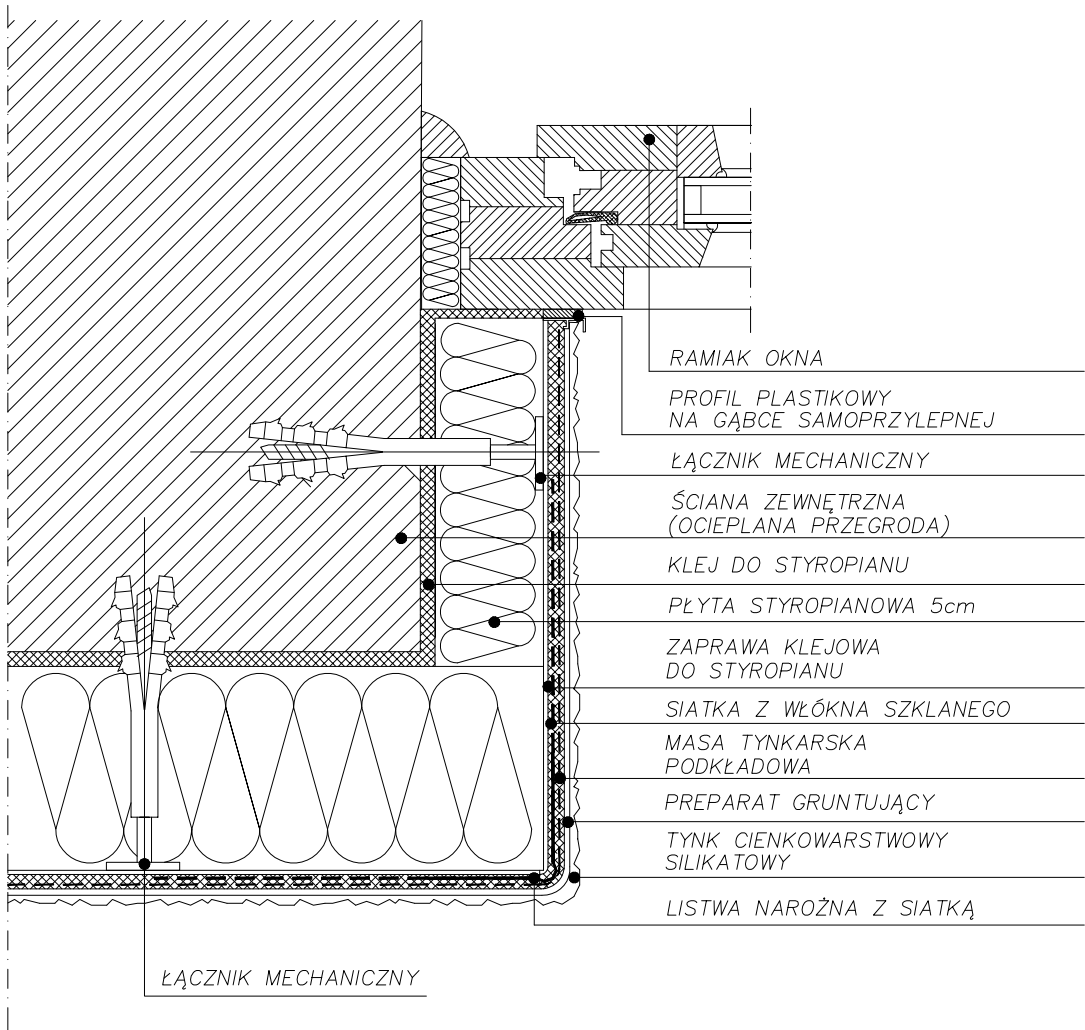 RAMIAK OKNA
PROFIL PLASTIKOWY
NA GĄBCE SAMOPRZYLEPNEJ
ŁĄCZNIK MECHANICZNY
ŚCIANA ZEWNĘTRZNA
(OCIEPLANA PRZEGRODA)
KLEJ DO STYROPIANU
PŁYTA STYROPIANOWA 5cm
ZAPRAWA KLEJOWA
DO STYROPIANU
SIATKA Z WŁÓKNA SZKLANEGO
MASA TYNKARSKA
PODKŁADOWA
PREPARAT GRUNTUJĄCY
TYNK CIENKOWARSTWOWY
SILIKATOWY
LISTWA NAROŻNA Z SIATKĄ
ŁĄCZNIK MECHANICZNY